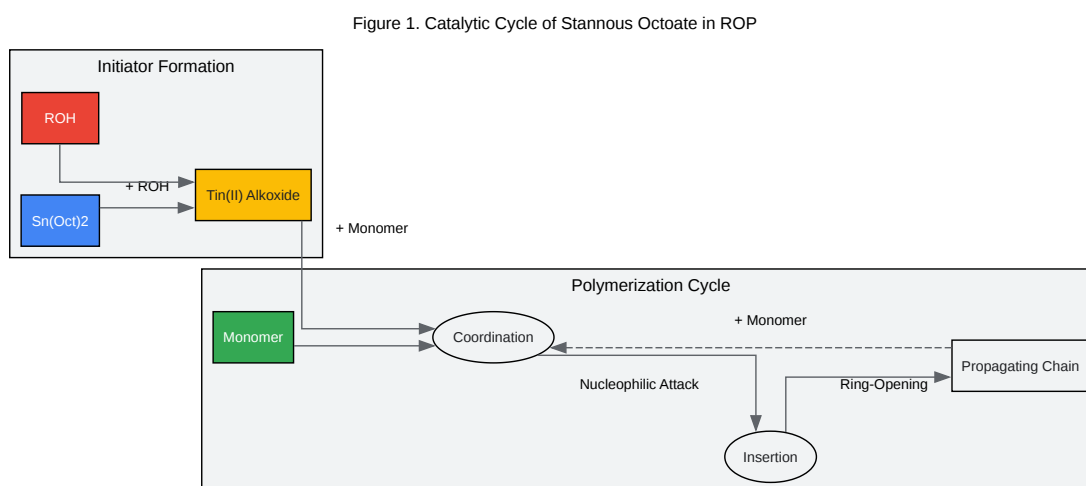 Figure 1. Catalytic Cycle of Stannous Octoate in ROP
Initiator Formation
ROH
+ ROH
Tin(II) Alkoxide
Sn(Oct)2
+ Monomer
Polymerization Cycle
Monomer
Coordination
+ Monomer
Nucleophilic Attack
Ring-Opening
Propagating Chain
Insertion